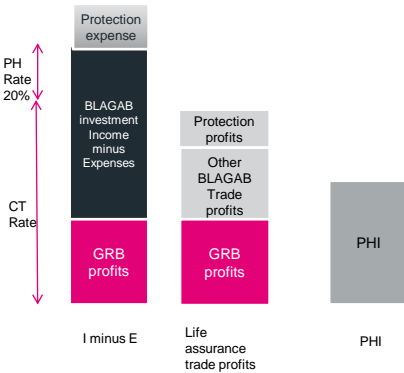 Protection
expense
PH
Rate
20%
BLAGAB
investment
Income
minus
Expenses
CT
Rate
GRB
profits
Protection
profits
Other
BLAGAB
Trade
profits
GRB
profits
PHI
I minus E
Life
assurance
trade profits
PHI